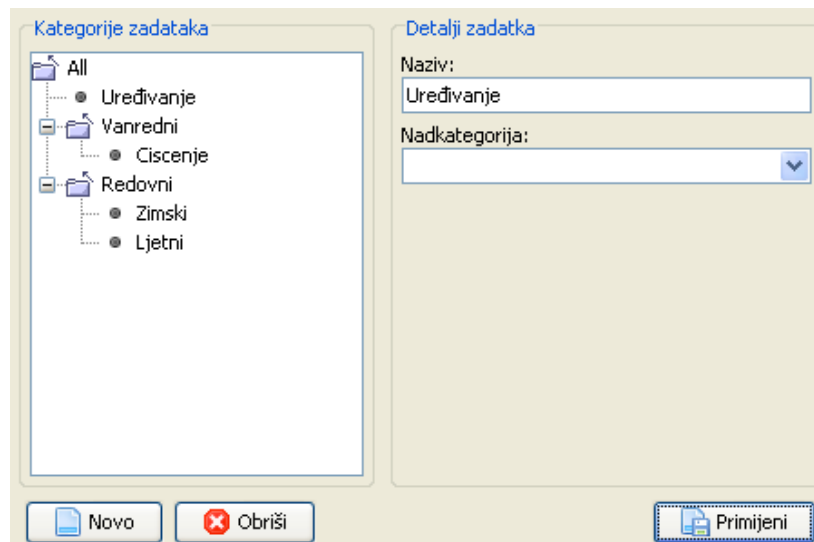 Kategorije zadataka
All
Uređivanje
Vanredni
Ciscenje
Redovni
Zimski
Ljetni
Detalji zadatka
Naziv:
Uređivanje
Nadkategorija:
Novo
Obriši
Primijeni